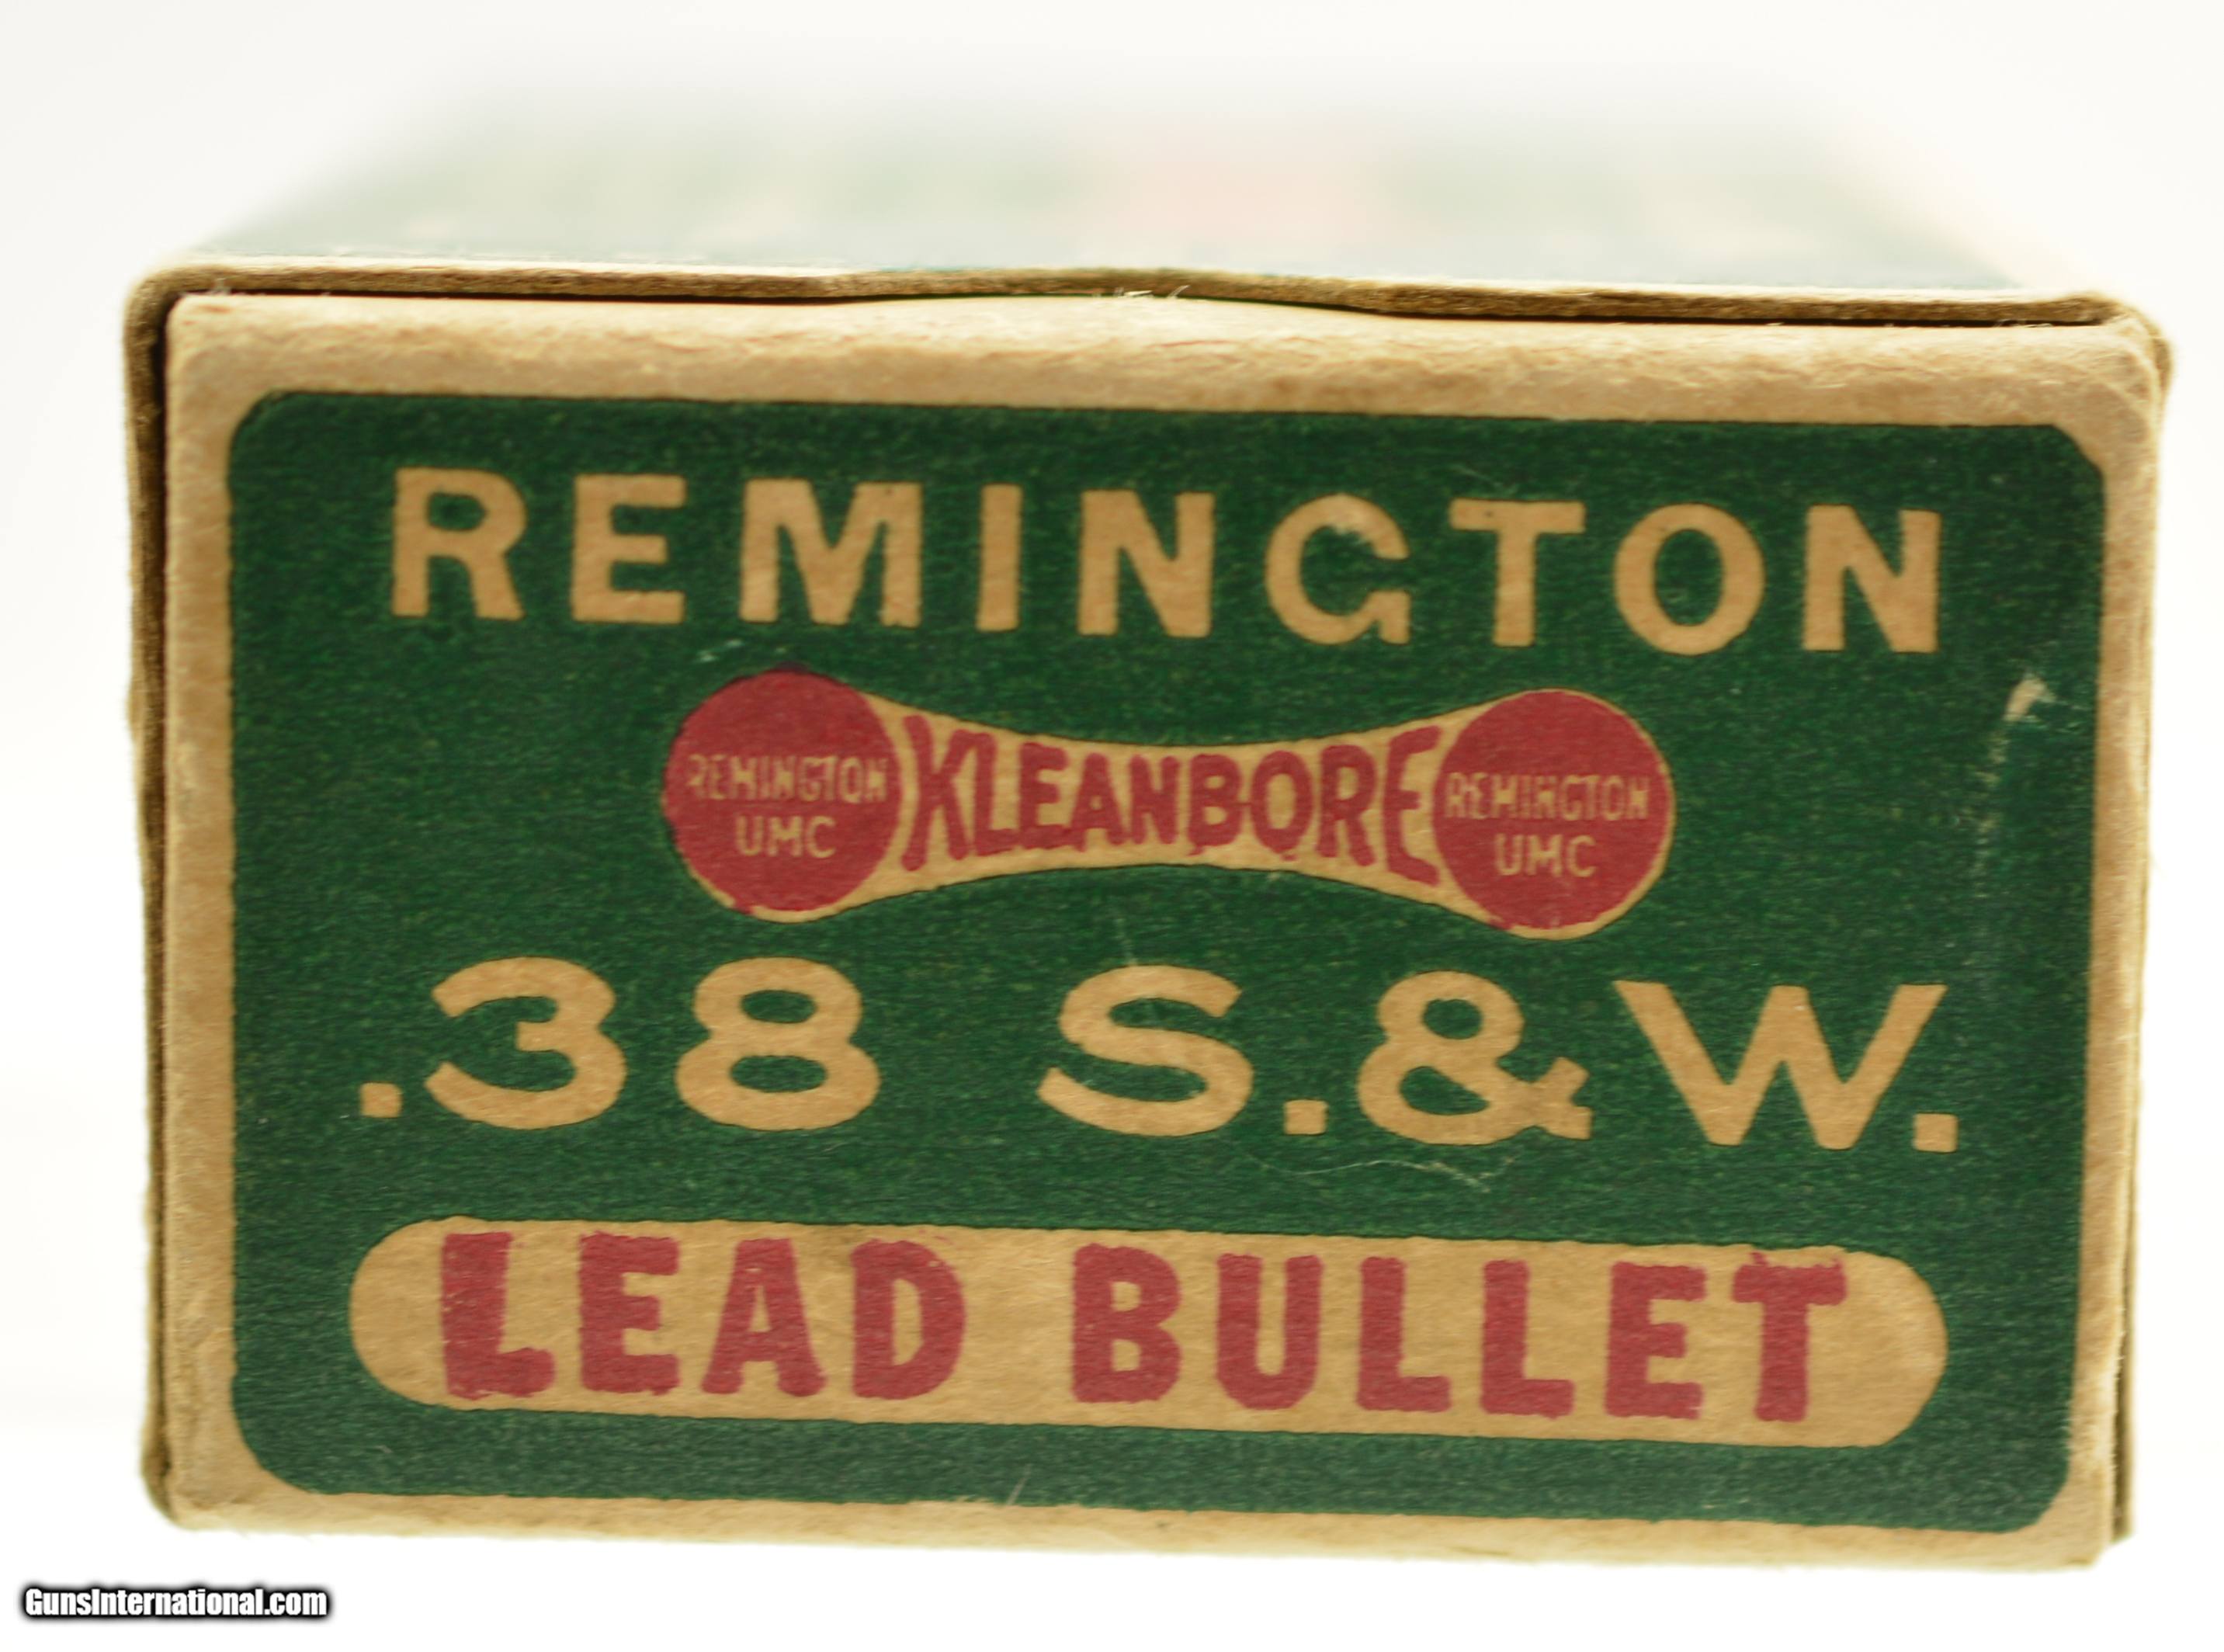 REMINGTON
REMINGTON UMC KLEANBORE REMINGTON UMC
.38 S.&W.
LEAD BULLET
GunsInternational.com